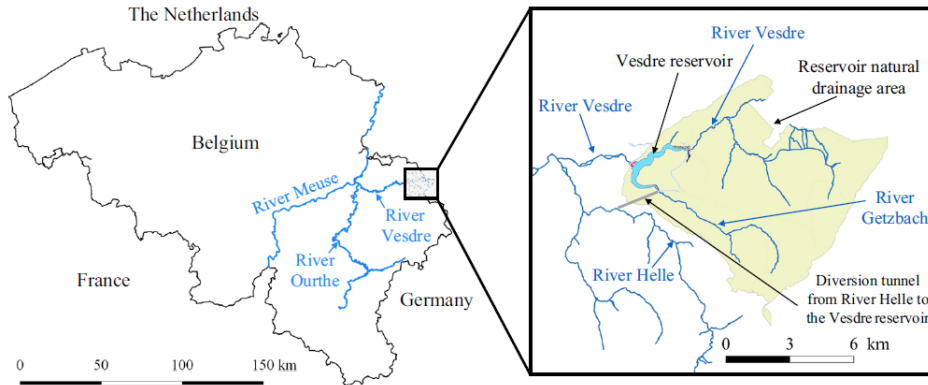 The Netherlands
Belgium
River Meuse
River
Vesdre
River
Ourthe
France
Germany
0 50 100 150 km
River Vesdre
Vesdre reservoir
Reservoir natural
drainage area
River Vesdre
River
Getzbach
River Helle
Diversion tunnel
from River Helle to
the Vesdre reservoir
0 3 6 km